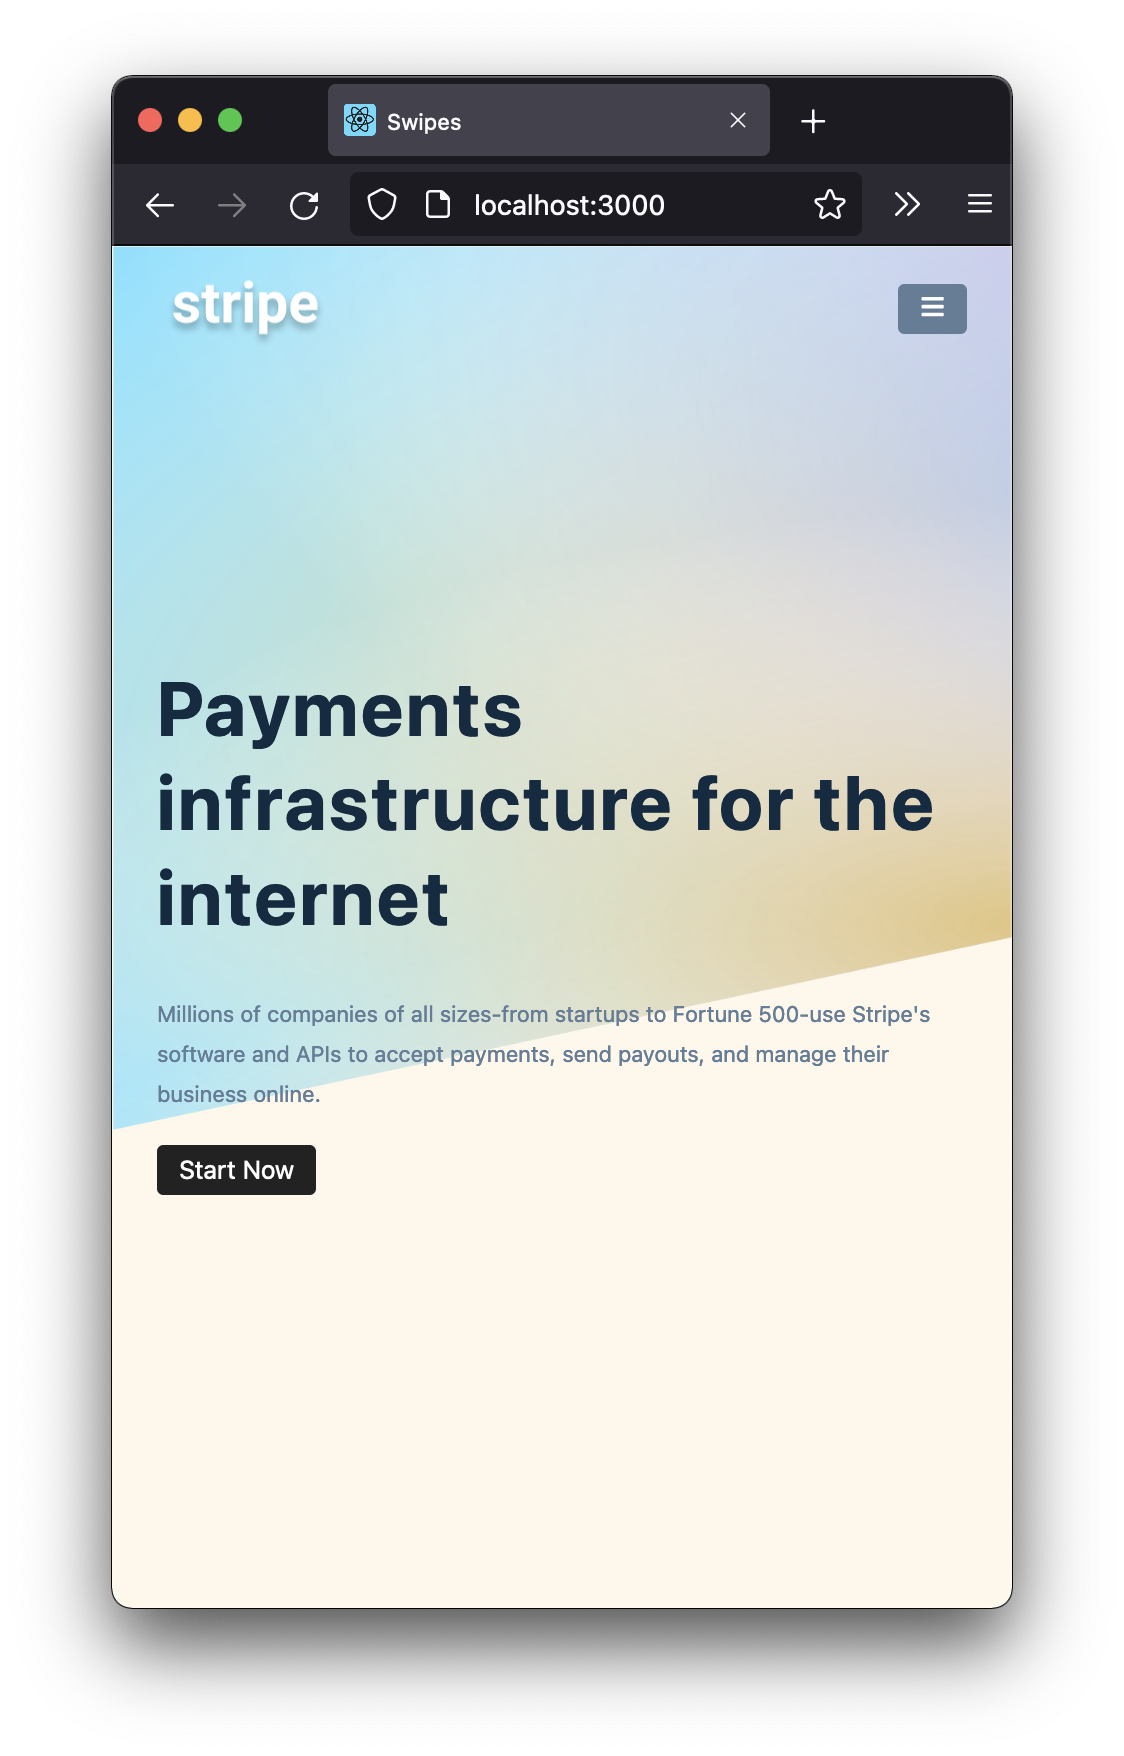 Swipes
localhost:3000
stripe
Payments
infrastructure for the
internet
Millions of companies of all sizes-from startups to Fortune 500-use Stripe's
software and APIs to accept payments, send payouts, and manage their
business online.
Start Now